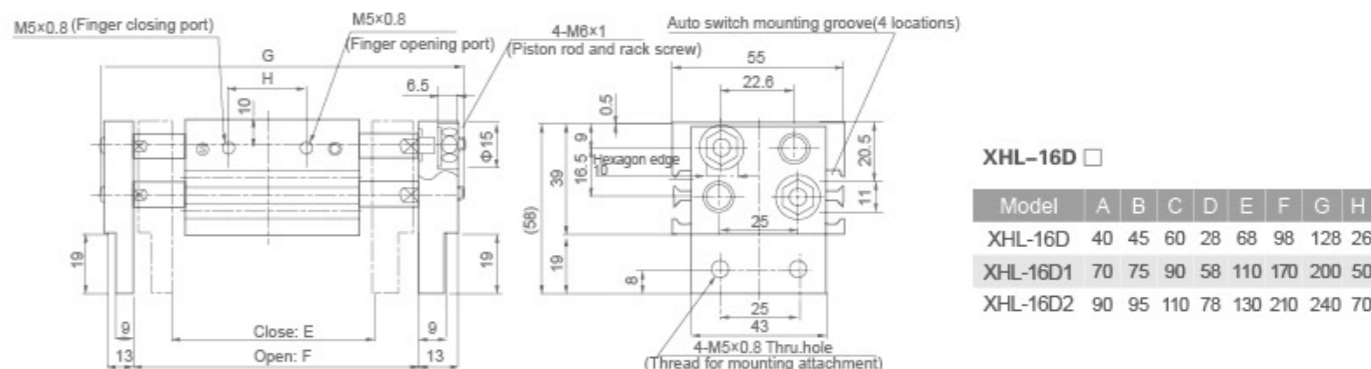 M5×0.8 (Finger closing port)
M5×0.8
(Finger opening port)
4-M6×1
(Piston rod and rack screw)
Auto switch mounting groove(4 locations)
G
H
6.5
10
Φ15
19
19
9
9
13
13
Close: E
Open: F
55
22.6
0.5
9
16.5
39
(58)
19
Hexagon edge
10
20.5
11
25
8
25
43
4-M5×0.8 Thru.hole
(Thread for mounting attachment)
XHL-16D □
Model A B C D E F G H
XHL-16D 40 45 60 28 68 98 128 26
XHL-16D1 70 75 90 58 110 170 200 50
XHL-16D2 90 95 110 78 130 210 240 70